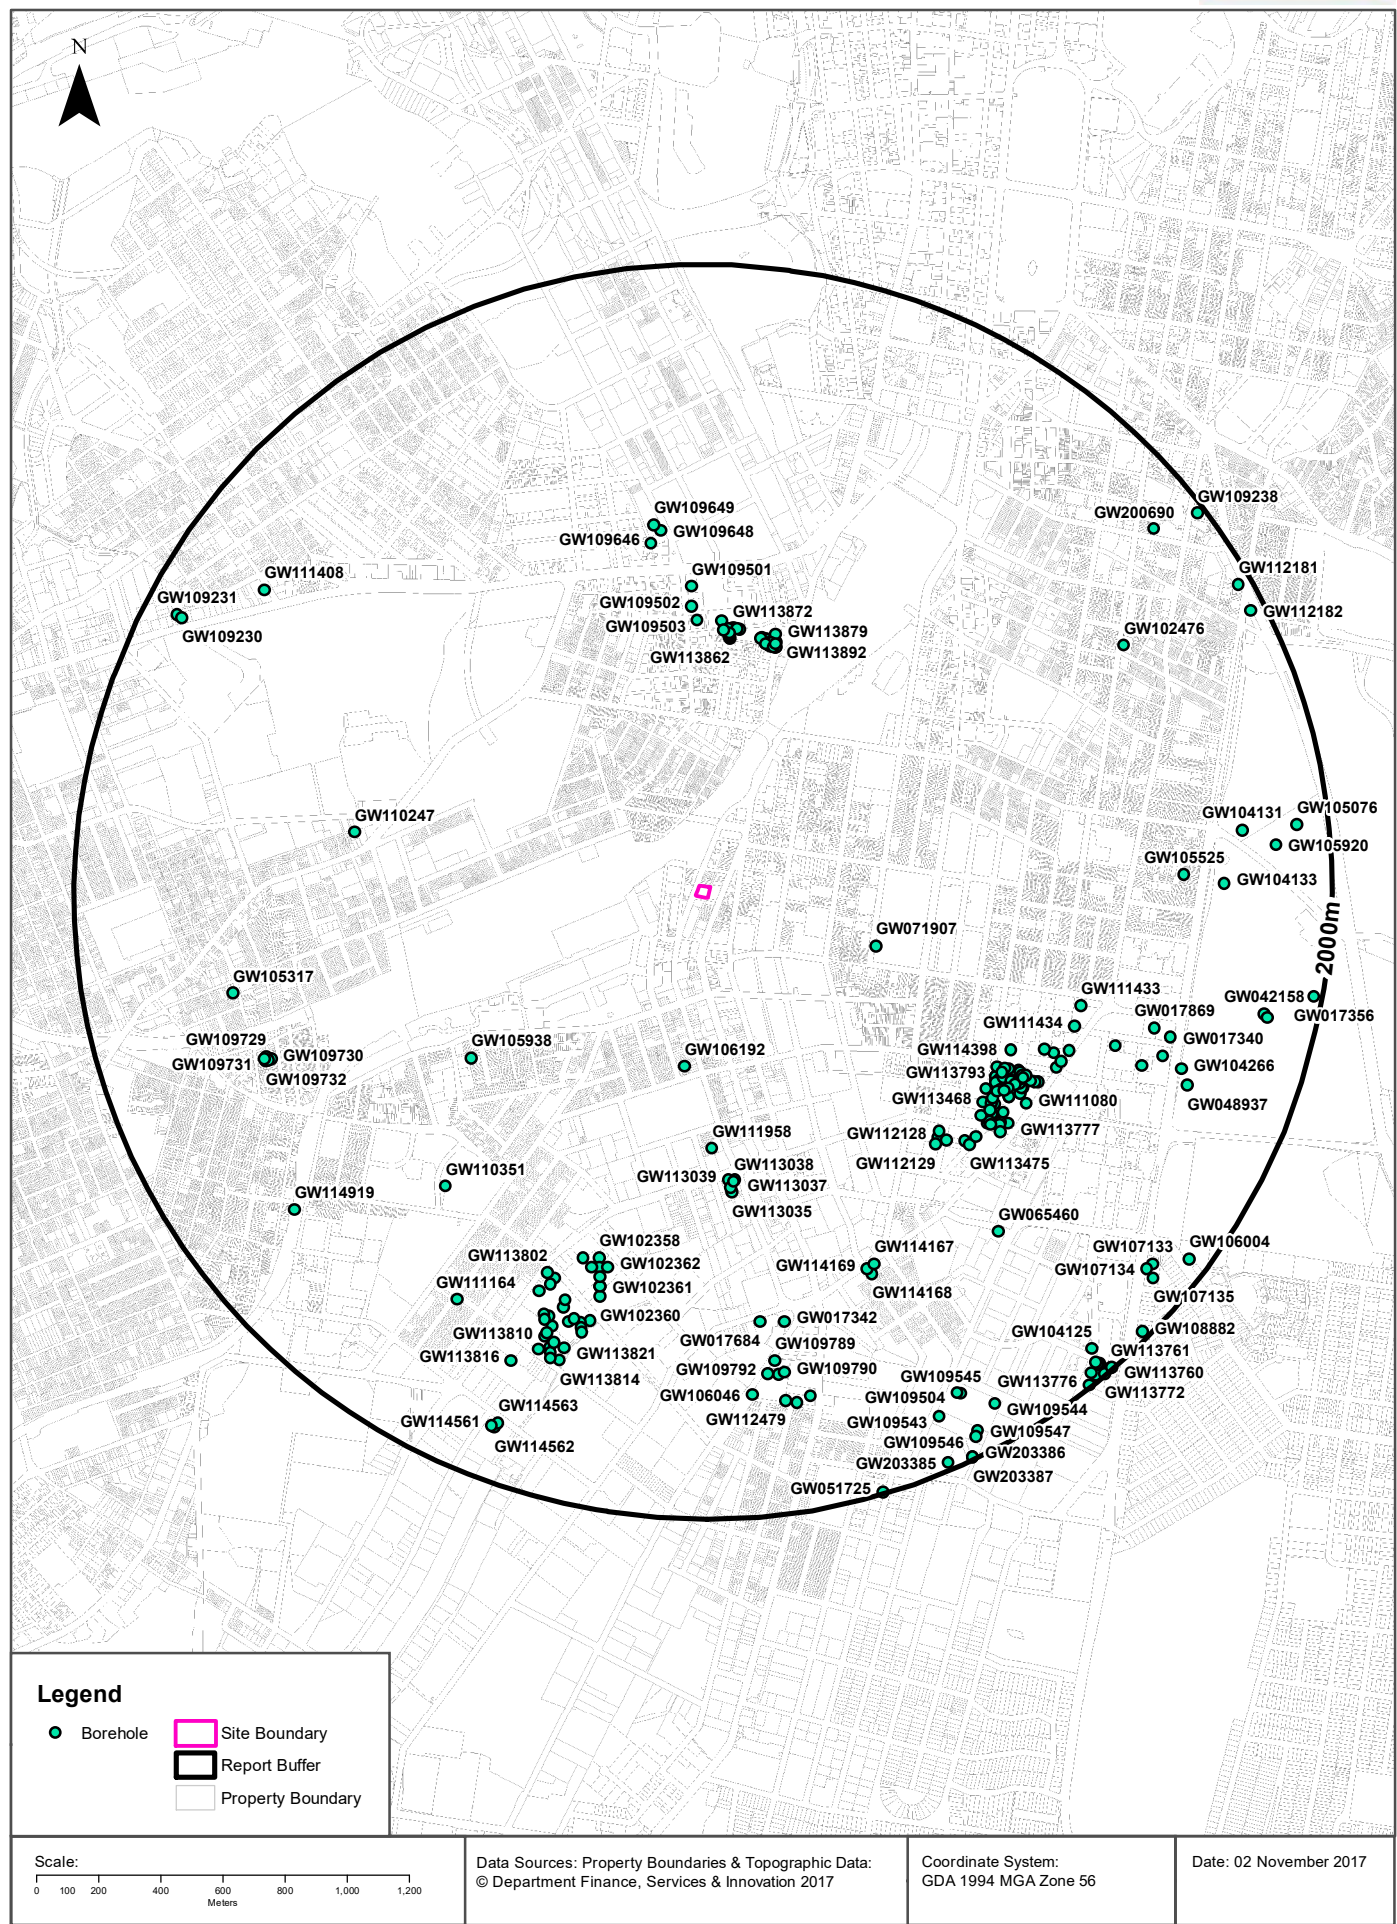 N
GW109649
GW109648
GW109646
GW109238
GW200690
GW109501
GW111408
GW112181
GW109231
GW109502
GW113872
GW112182
GW109503
GW109230
GW113879
GW102476
GW113862
GW113892
GW110247
GW104131
GW105076
GW105920
GW105525
GW104133
GW071907
2000m
GW105317
GW111433
GW042158
GW017869
GW017356
GW111434
GW109729
GW109730
GW105938
GW106192
GW114398
GW017340
GW109731
GW104266
GW113793
GW109732
GW113468
GW111080
GW048937
GW111958
GW112128
GW113777
GW112129
GW113475
GW110351
GW113038
GW113039
GW113037
GW114919
GW113035
GW065460
GW102358
GW113802
GW102362
GW114167
GW107133
GW106004
GW114169
GW107134
GW111164
GW102361
GW114168
GW107135
GW102360
GW017342
GW108882
GW113810
GW017684
GW109789
GW104125
GW113761
GW113816
GW113821
GW109792
GW109790
GW109545
GW113760
GW113814
GW113776
GW106046
GW109504
GW113772
GW114563
GW112479
GW109544
GW114561
GW109543
GW109547
GW114562
GW109546
GW203386
GW203385
GW203387
GW051725
Legend
Borehole
Site Boundary
Report Buffer
Property Boundary
Scale:
0 100 200 400 600 800 1,000 1,200
Meters
Data Sources: Property Boundaries & Topographic Data:
© Department Finance, Services & Innovation 2017
Coordinate System:
GDA 1994 MGA Zone 56
Date: 02 November 2017